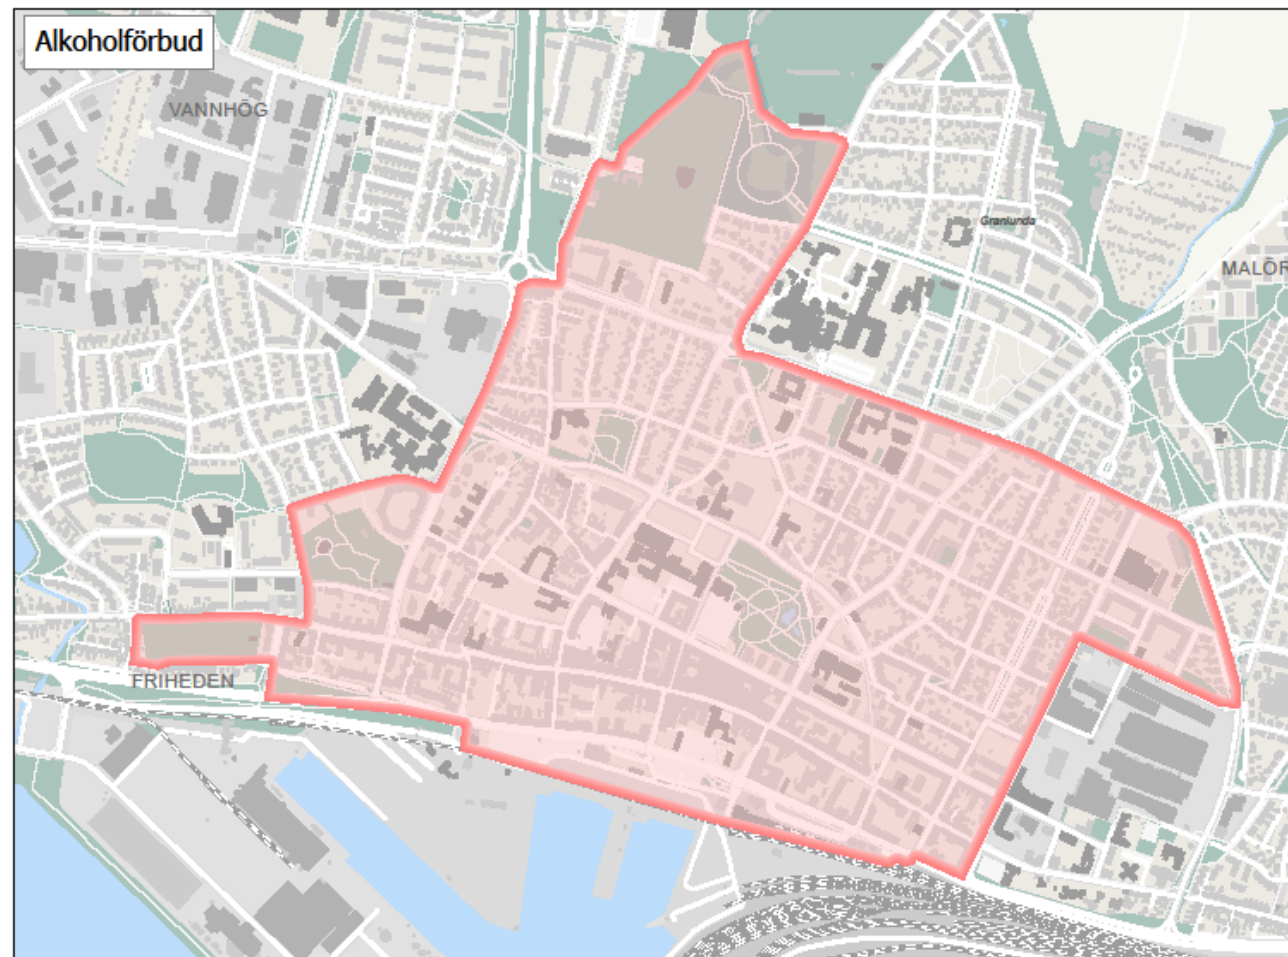 Alkoholförbud
VANNHÖG
Granlunda
MALÖR
FRIHEDEN